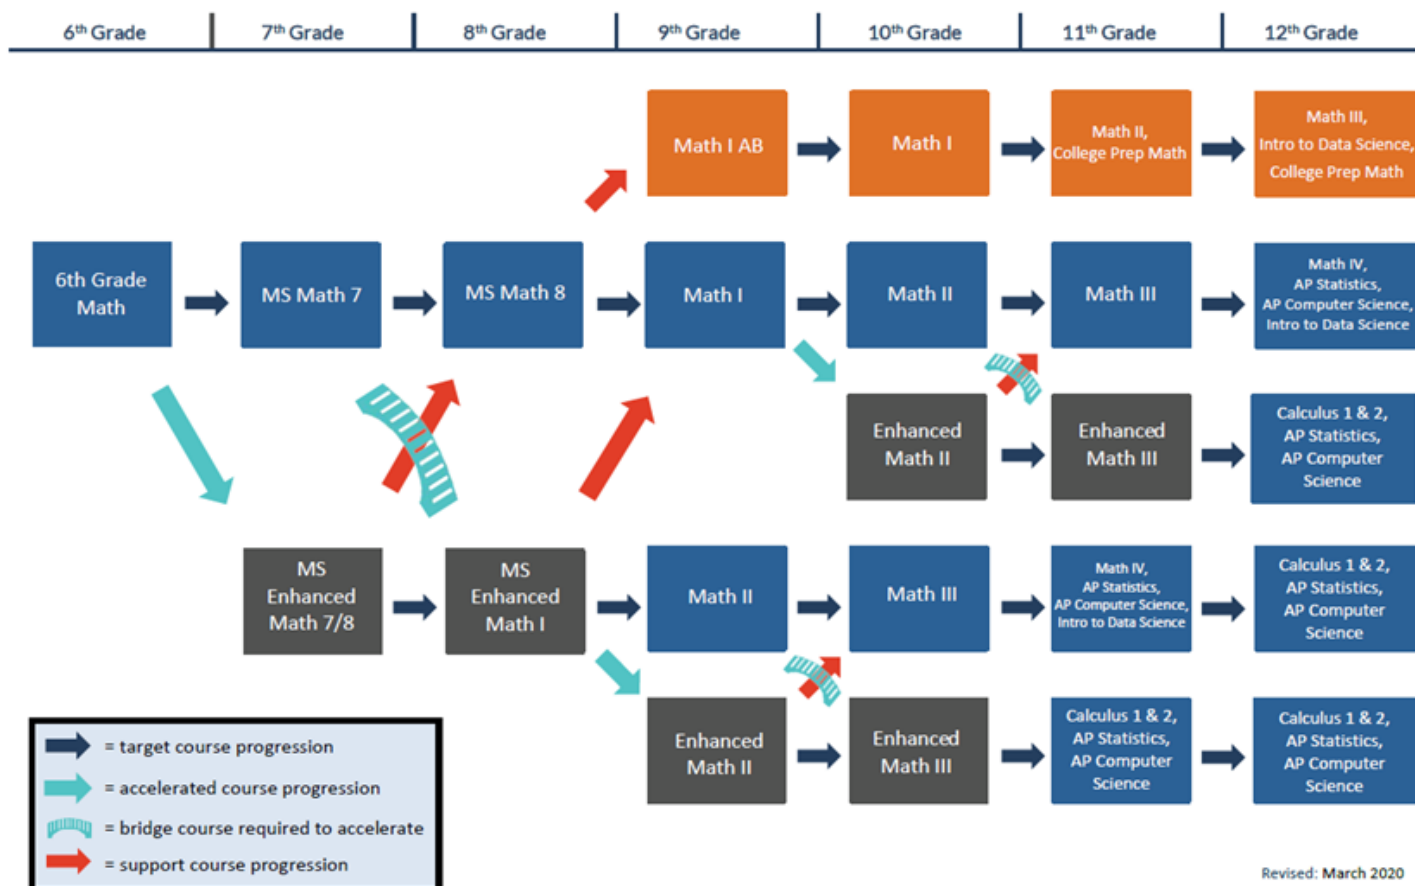 6th Grade
7th Grade
8th Grade
9th Grade
10th Grade
11th Grade
12th Grade
Math I AB
Math I
Math II,
College Prep Math
Math III,
Intro to Data Science,
College Prep Math
6th Grade
Math
MS Math 7
MS Math 8
Math I
Math II
Math III
Math IV,
AP Statistics,
AP Computer Science,
Intro to Data Science
Enhanced
Math II
Enhanced
Math III
Calculus 1 & 2,
AP Statistics,
AP Computer
Science
MS
Enhanced
Math 7/8
MS
Enhanced
Math I
Math II
Math III
Math IV,
AP Statistics,
AP Computer Science,
Intro to Data Science
Calculus 1 & 2,
AP Statistics,
AP Computer
Science
Enhanced
Math II
Enhanced
Math III
Calculus 1 & 2,
AP Statistics,
AP Computer
Science
Calculus 1 & 2,
AP Statistics,
AP Computer
Science
= target course progression
= accelerated course progression
= bridge course required to accelerate
= support course progression
Revised: March 2020